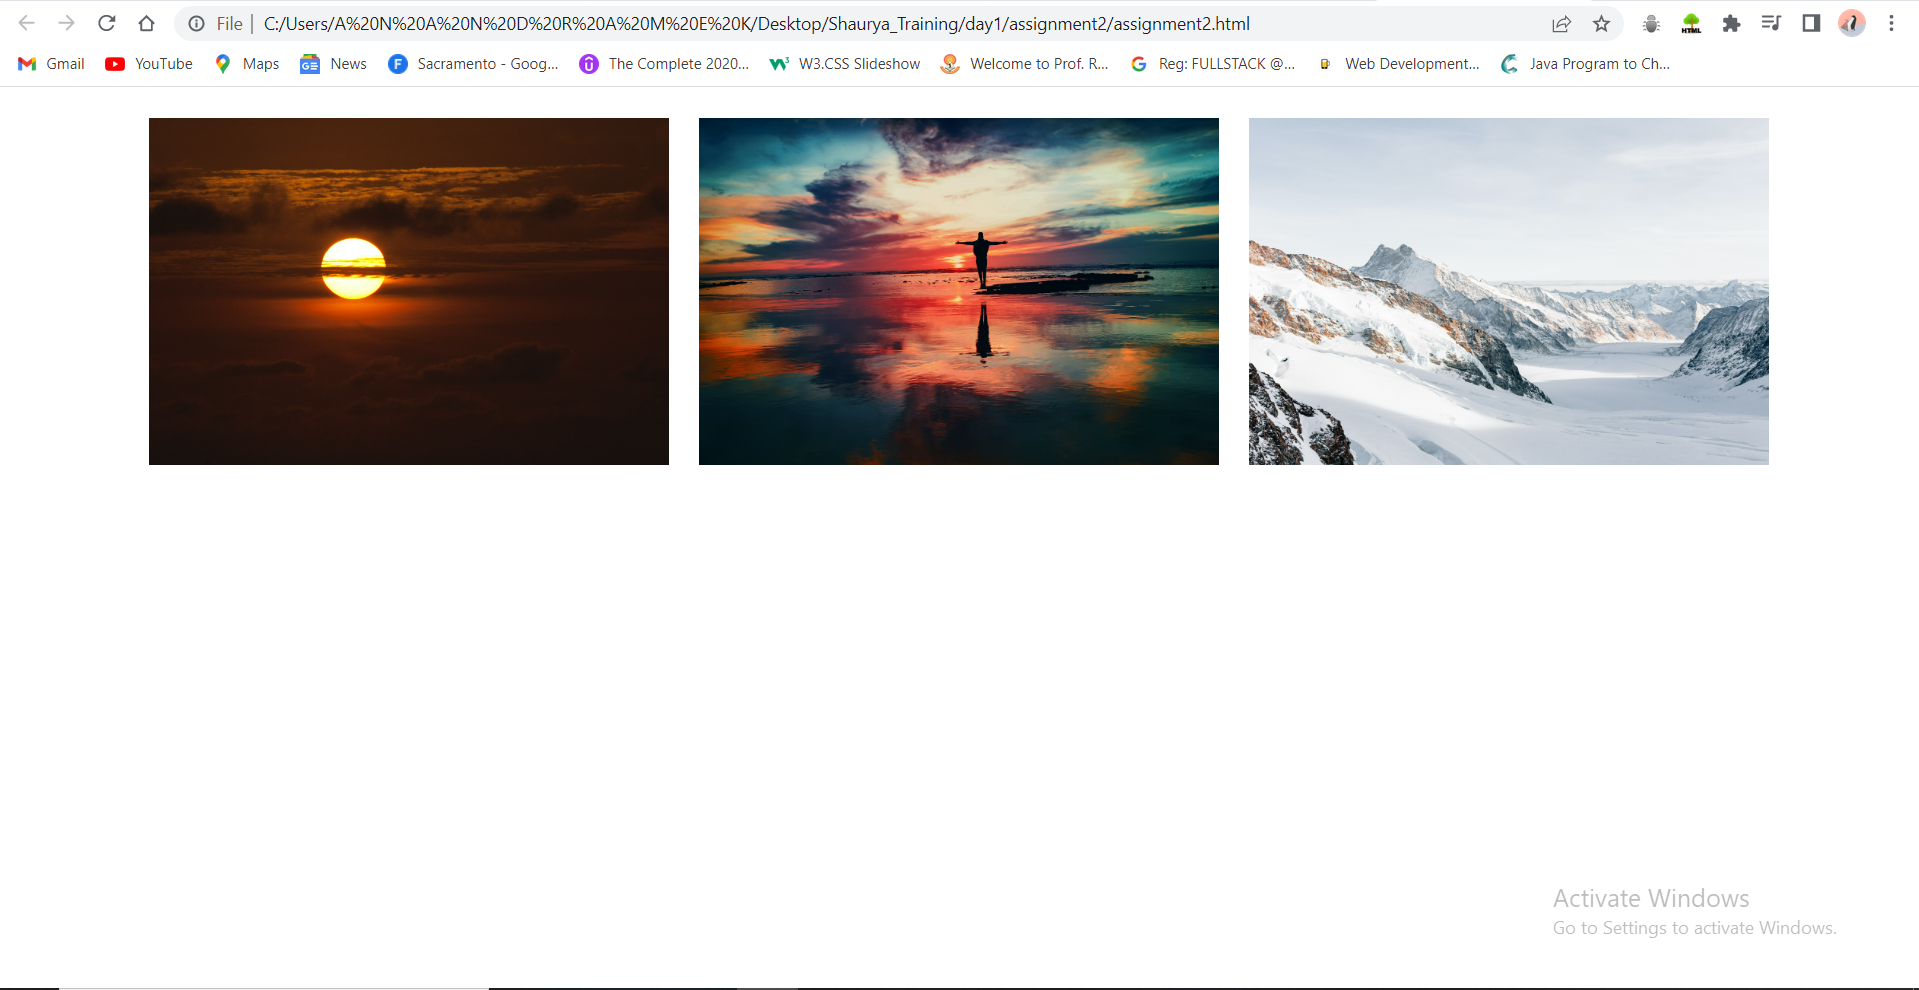 File | C:/Users/A%20N%20A%20N%20D%20R%20A%20M%20E%20K/Desktop/Shaurya_Training/day1/assignment2/assignment2.html
HTML
Gmail YouTube Maps News Sacramento - Goog... The Complete 2020... W3.CSS Slideshow Welcome to Prof. R... Reg: FULLSTACK @... Web Development... Java Program to Ch...
Activate Windows
Go to Settings to activate Windows.